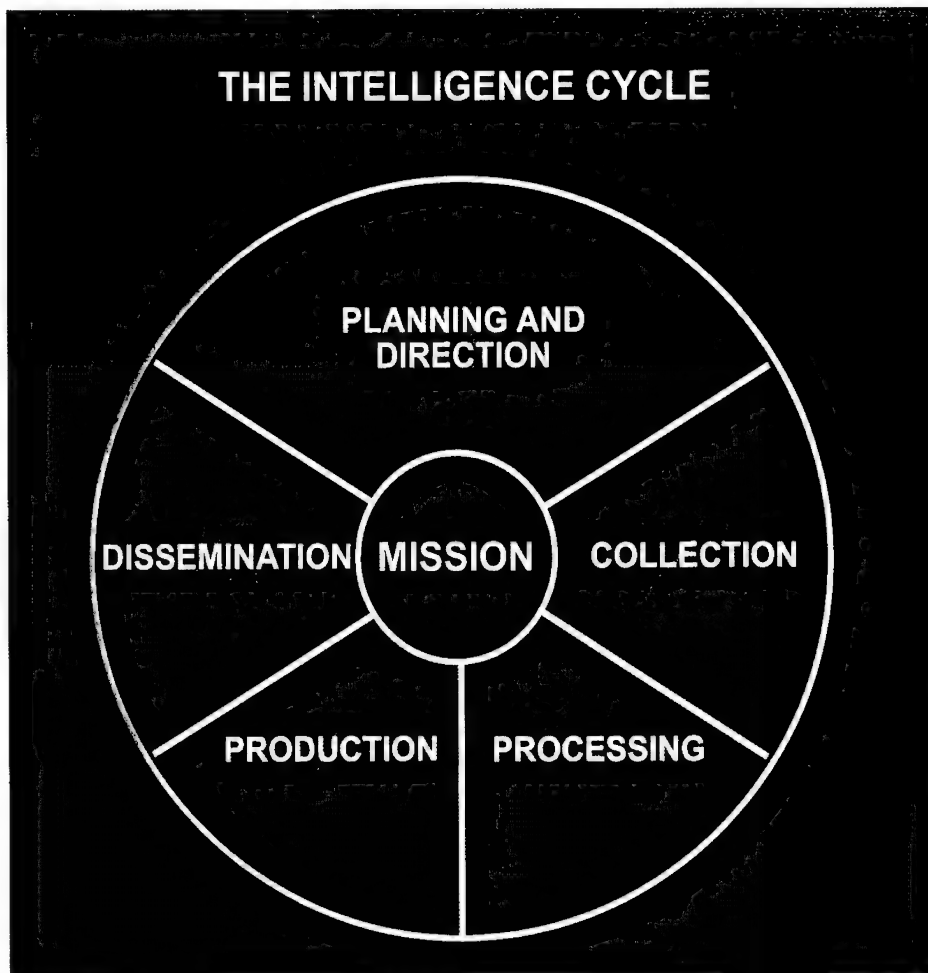 THE INTELLIGENCE CYCLE
PLANNING AND
DIRECTION
DISSEMINATION
MISSION
COLLECTION
PRODUCTION
PROCESSING